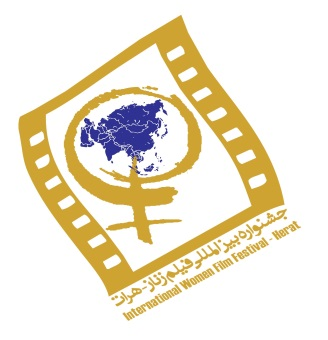 جشنواره بین المللی فیلم زنان - هرات
International Women Film Festival - Herat